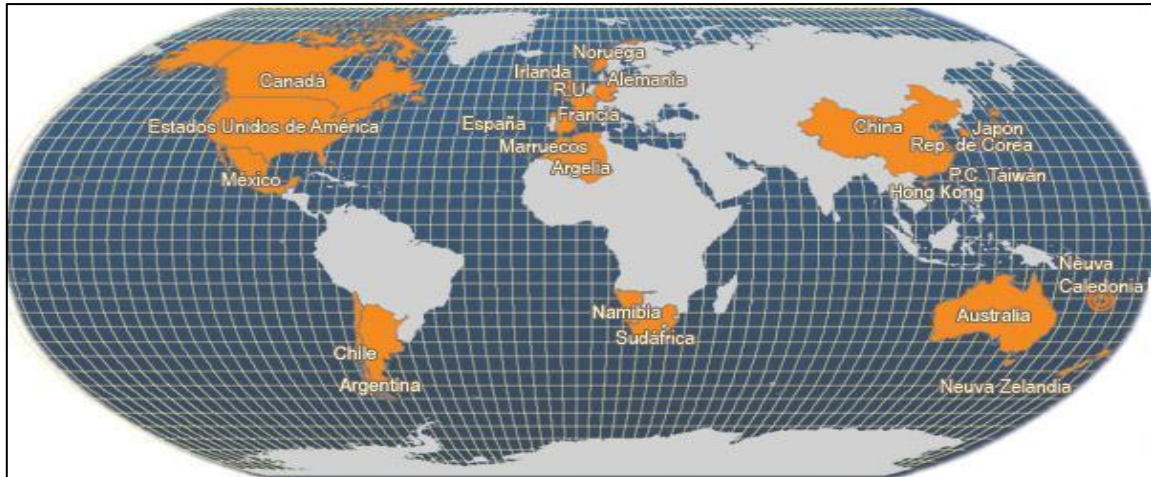 Noruega
Irlanda
Alemania
Canadá
R.U.
Francia
Estados Unidos de América
España
China
Japón
Rep. de Corea
Marruecos
Argelia
México
P.C. Taiwán
Hong Kong
Neuva
Caledonia
Namibia
Australia
Sudáfrica
Chile
Argentina
Neuva Zelandia